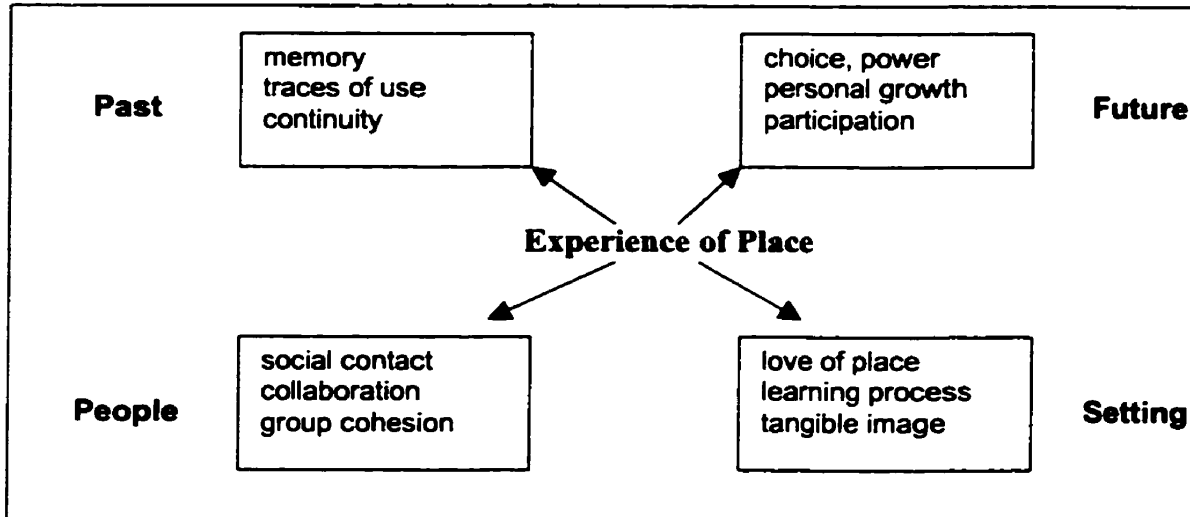 Past
memory
traces of use
continuity
choice, power
personal growth
participation
Future
Experience of Place
People
social contact
collaboration
group cohesion
love of place
learning process
tangible image
Setting